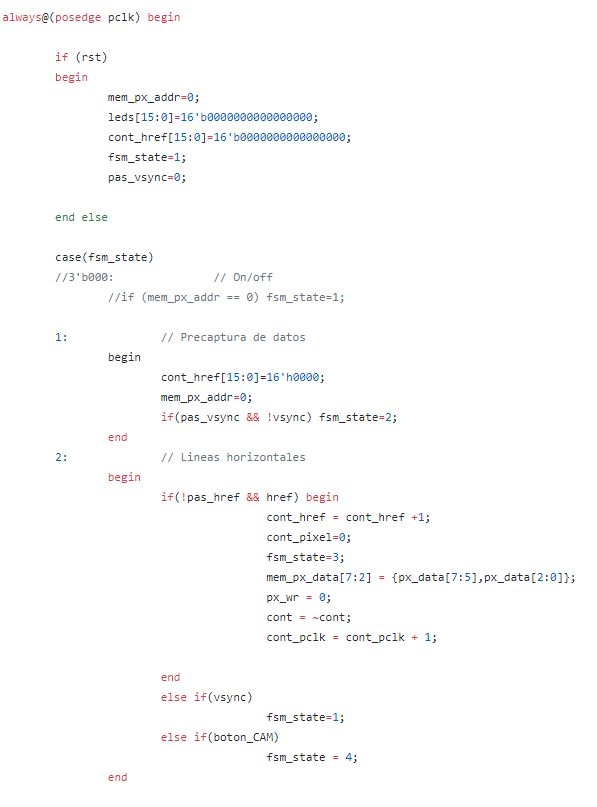 always@(posedge pclk) begin
if (rst)
begin
mem_px_addr=0;
leds[15:0]=16'b0000000000000000;
cont_href[15:0]=16'b0000000000000000;
fsm_state=1;
pas_vsync=0;
end else
case(fsm_state)
//3'b000: // On/off
//if (mem_px_addr == 0) fsm_state=1;
1: // Precaptura de datos
begin
cont_href[15:0]=16'h0000;
mem_px_addr=0;
if(pas_vsync && !vsync) fsm_state=2;
end
2: // Lineas horizontales
begin
if(!pas_href && href) begin
cont_href = cont_href +1;
cont_pixel=0;
fsm_state=3;
mem_px_data[7:2] = {px_data[7:5],px_data[2:0]};
px_wr = 0;
cont = ~cont;
cont_pclk = cont_pclk + 1;
end
else if(vsync)
fsm_state=1;
else if(boton_CAM)
fsm_state = 4;
end